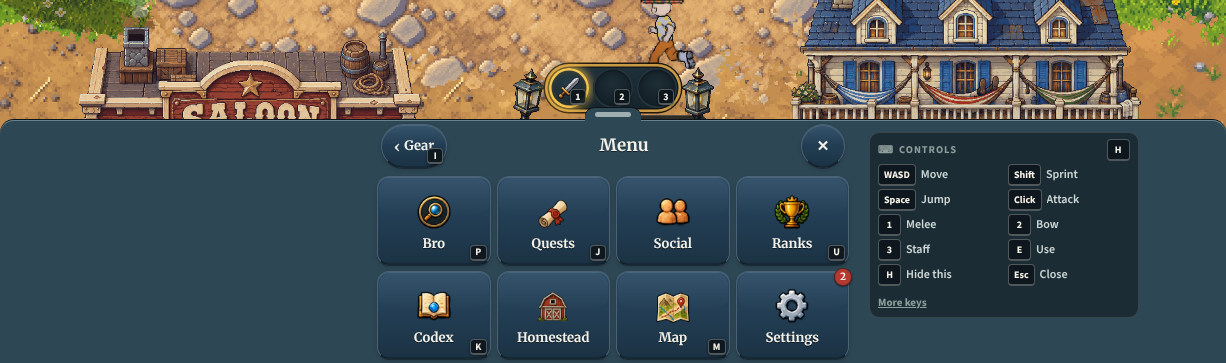 SALOON
1 2 3
‹ Gear I
Menu
×
Bro P
Quests J
Social
Ranks U
Codex K
Homestead
Map M
Settings 2
CONTROLS H
WASD Move
Shift Sprint
Space Jump
Click Attack
1 Melee
2 Bow
3 Staff
E Use
H Hide this
Esc Close
More keys